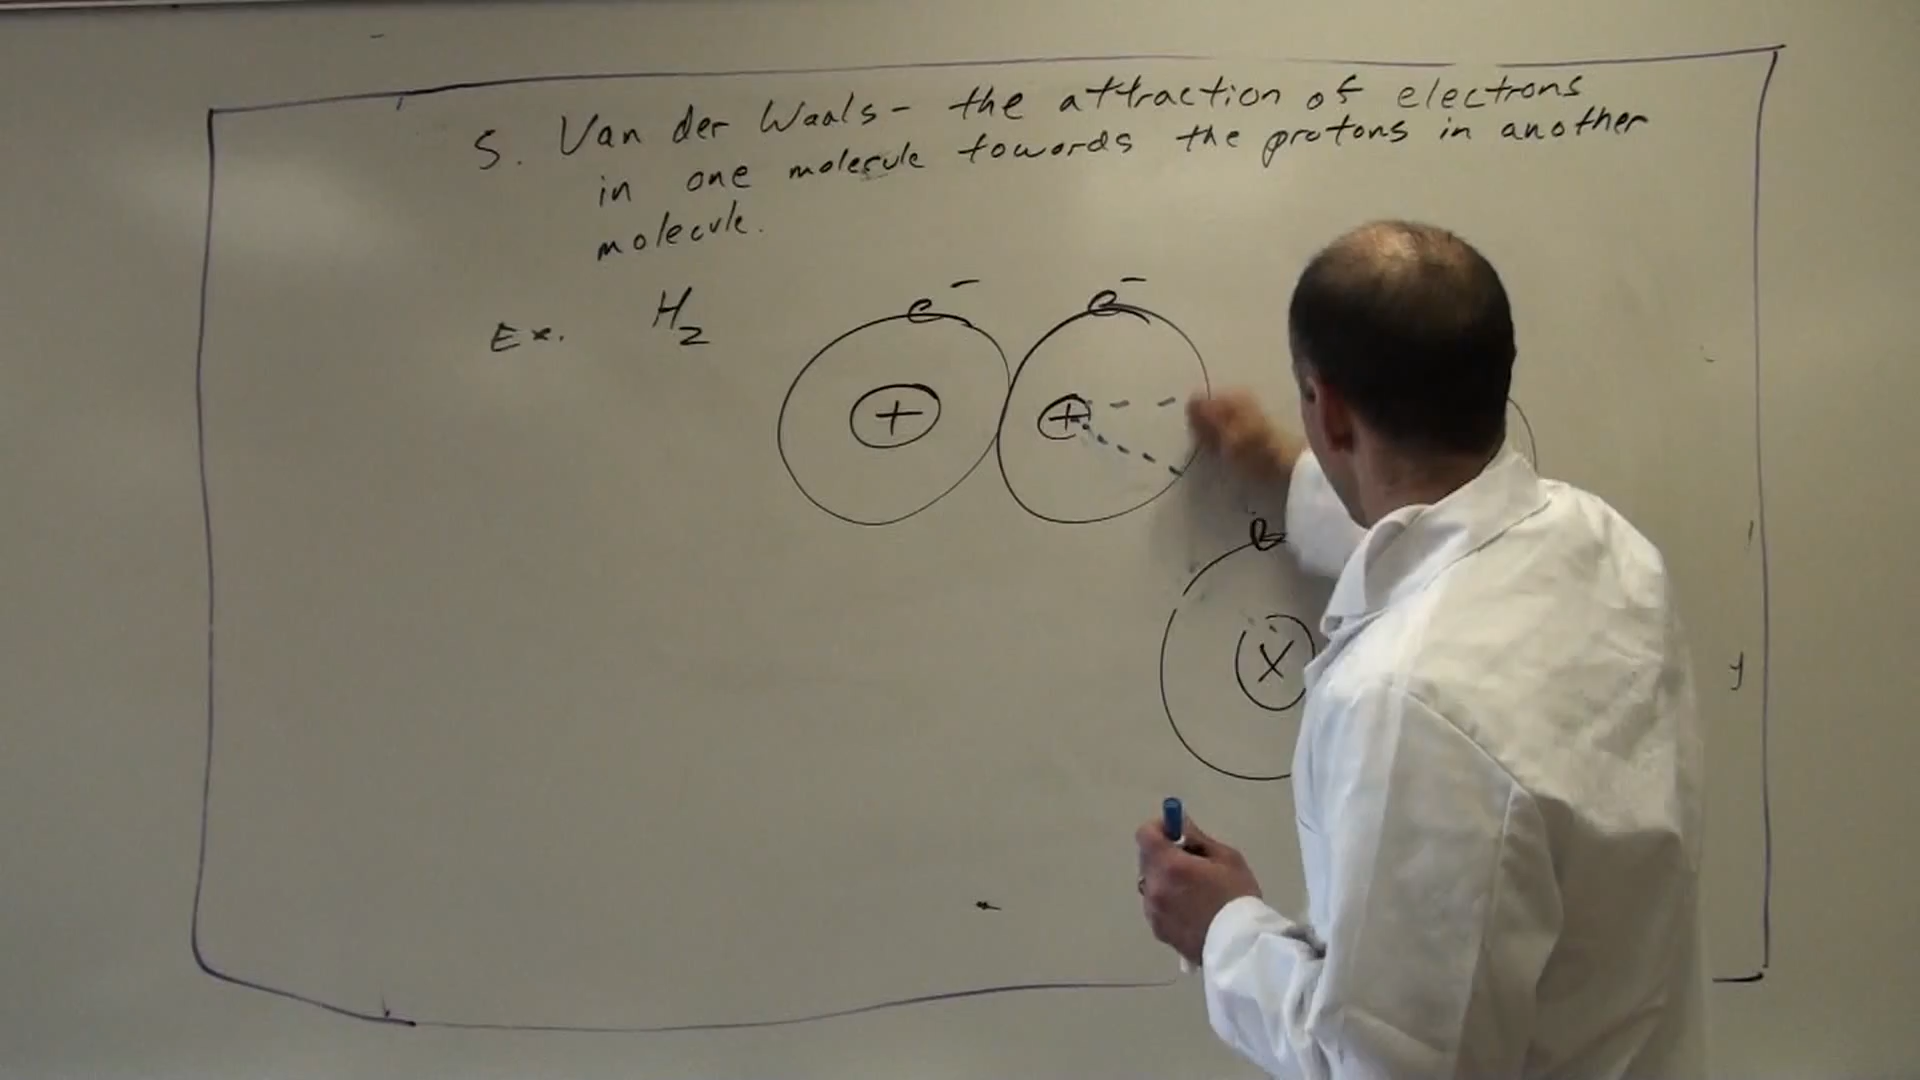 5. Van der Waals - the attraction of electrons
in one molecule towards the protons in another
molecule.
Ex. H2
e- e-
+ +
e
X
y